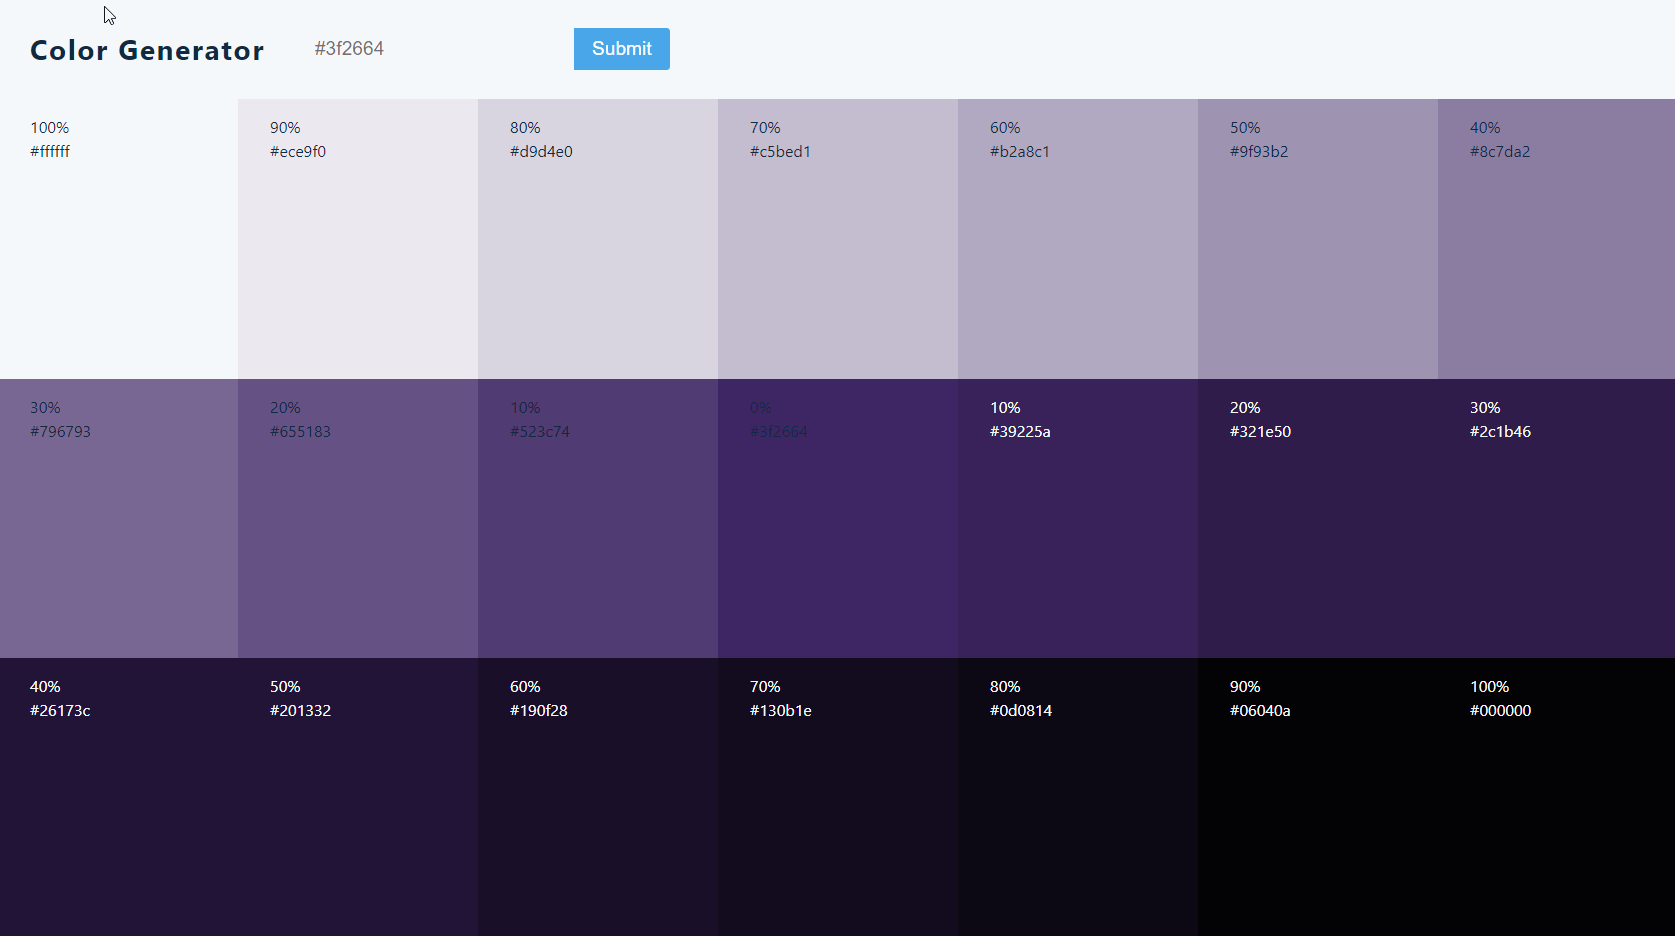 Color Generator
#3f2664
Submit
100%
#ffffff
90%
#ece9f0
80%
#d9d4e0
70%
#c5bed1
60%
#b2a8c1
50%
#9f93b2
40%
#8c7da2
30%
#796793
20%
#655183
10%
#523c74
0%
#3f2664
10%
#39225a
20%
#321e50
30%
#2c1b46
40%
#26173c
50%
#201332
60%
#190f28
70%
#130b1e
80%
#0d0814
90%
#06040a
100%
#000000